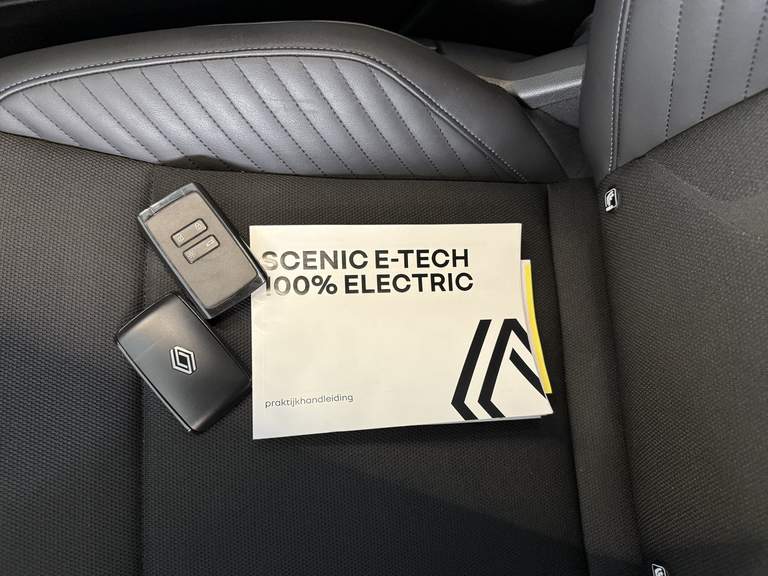 SCENIC E-TECH
100% ELECTRIC
praktijkhandleiding